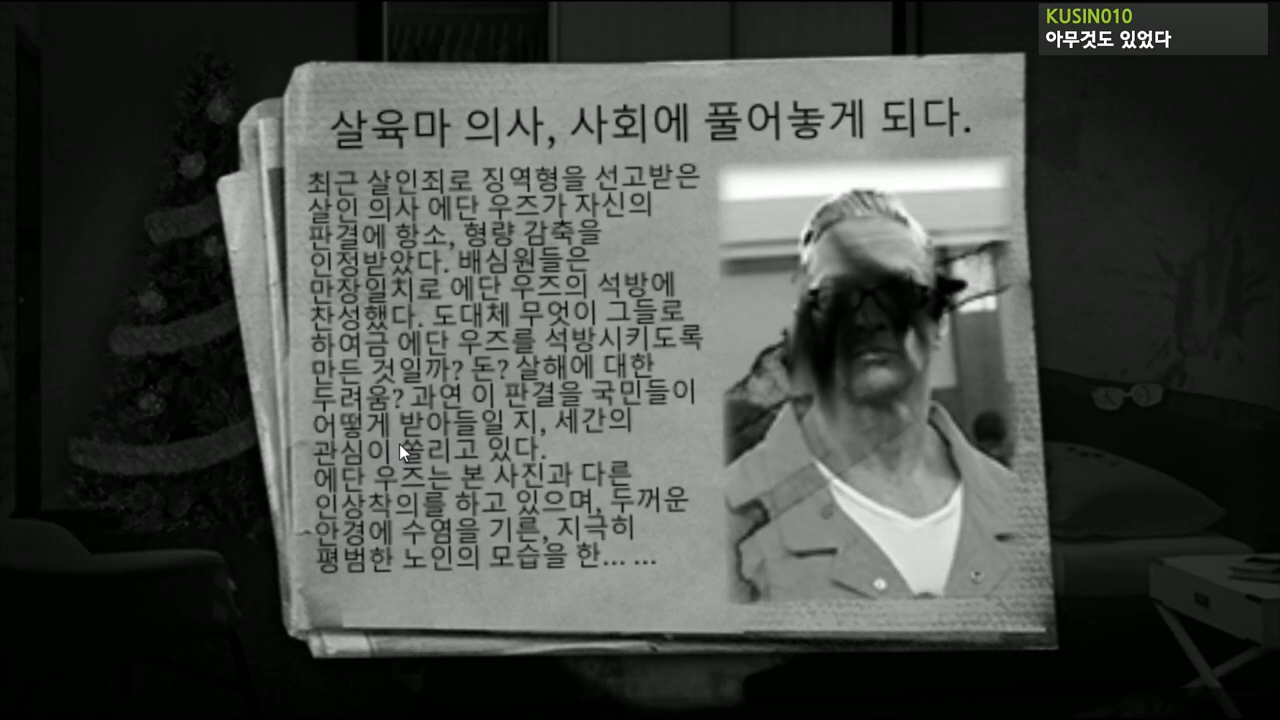 KUSIN010
아무것도 있었다
살육마 의사, 사회에 풀어놓게 되다.
최근 살인죄로 징역형을 선고받은
살인 의사 에단 우즈가 자신의
판결에 항소, 형량 감축을
인정받았다. 배심원들은
만장일치로 에단 우즈의 석방에
찬성했다. 도대체 무엇이 그들로
하여금 에단 우즈를 석방시키도록
만든 것일까? 돈? 살해에 대한
두려움? 과연 이 판결을 국민들이
어떻게 받아들일 지, 세간의
관심이 쏠리고 있다.
에단 우즈는 본 사진과 다른
인상착의를 하고 있으며, 두꺼운
안경에 수염을 기른, 지극히
평범한 노인의 모습을 한... ...